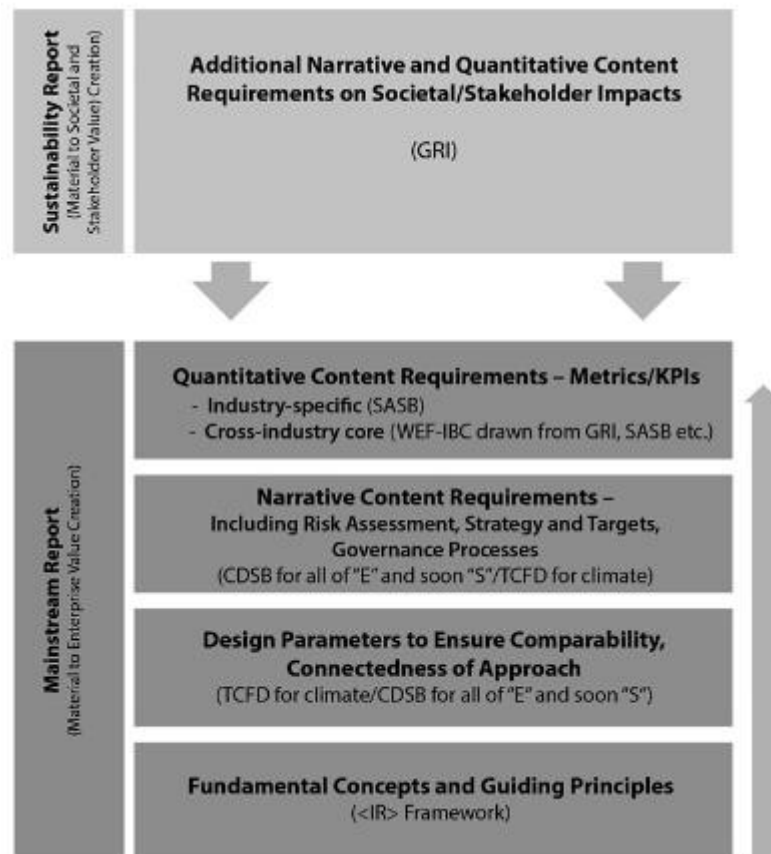 Sustainability Report
(Material to Societal and
Stakeholder Value) Creation)
Additional Narrative and Quantitative Content
Requirements on Societal/Stakeholder Impacts
(GRI)
Mainstream Report
(Material to Enterprise Value Creation)
Quantitative Content Requirements – Metrics/KPIs
- Industry-specific (SASB)
- Cross-industry core (WEF-IBC drawn from GRI, SASB etc.)
Narrative Content Requirements –
Including Risk Assessment, Strategy and Targets,
Governance Processes
(CDSB for all of "E" and soon "S"/TCFD for climate)
Design Parameters to Ensure Comparability,
Connectedness of Approach
(TCFD for climate/CDSB for all of "E" and soon "S")
Fundamental Concepts and Guiding Principles
(<IR> Framework)